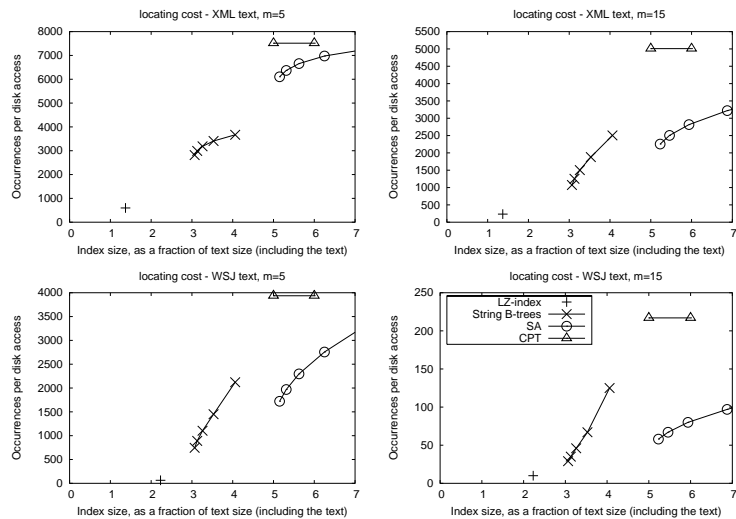 locating cost - XML text, m=5
8000
7000
6000
5000
4000
3000
2000
1000
0
Occurrences per disk access
0 1 2 3 4 5 6 7
Index size, as a fraction of text size (including the text)
locating cost - XML text, m=15
5500
5000
4500
4000
3500
3000
2500
2000
1500
1000
500
0
Occurrences per disk access
0 1 2 3 4 5 6 7
Index size, as a fraction of text size (including the text)
locating cost - WSJ text, m=5
4000
3500
3000
2500
2000
1500
1000
500
0
Occurrences per disk access
0 1 2 3 4 5 6 7
Index size, as a fraction of text size (including the text)
locating cost - WSJ text, m=15
250
200
150
100
50
0
Occurrences per disk access
LZ-index
String B-trees
SA
CPT
0 1 2 3 4 5 6 7
Index size, as a fraction of text size (including the text)